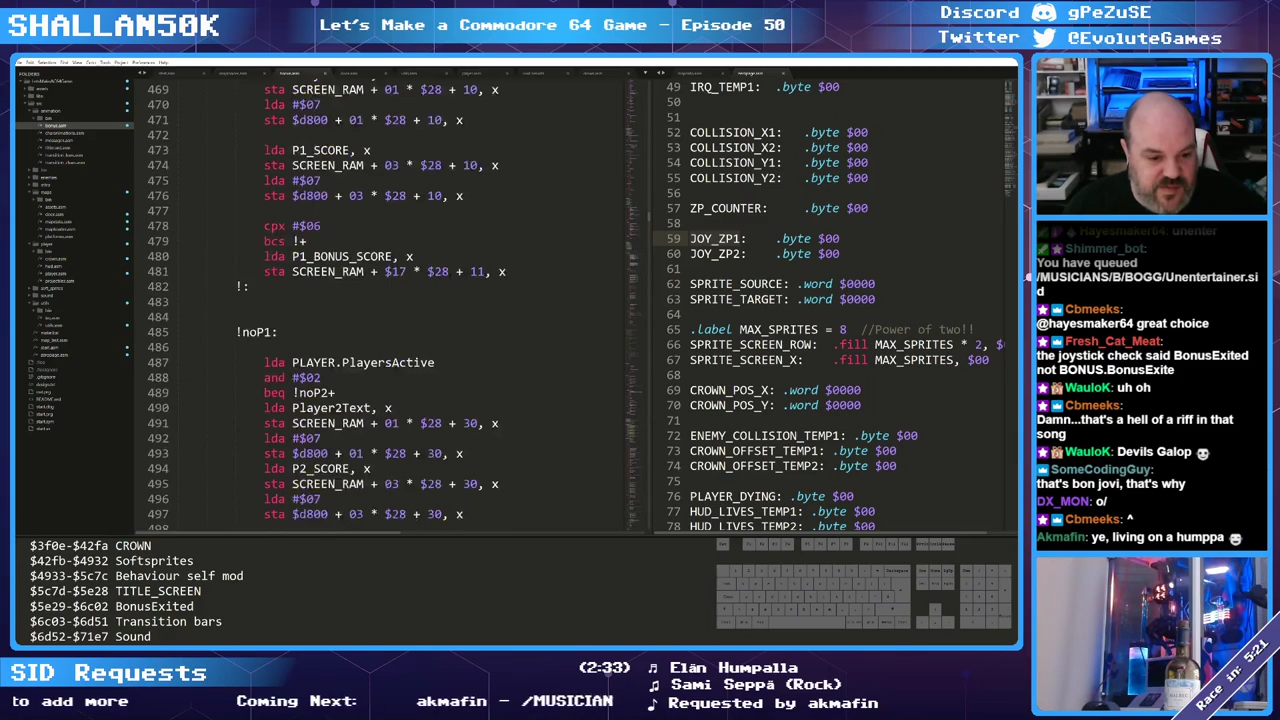 SHALLAN50K
Let's Make a Commodore 64 Game - Episode 50
Discord gPeZuSE
Twitter @EvoluteGames
FOLDERS
469 sta SCREEN_RAM + 01 * $28 + 10, x
470 lda #$07
471 sta $d800 + 01 * $28 + 10, x
472
473 lda P1_SCORE, x
474 sta SCREEN_RAM + 03 * $28 + 10, x
475 lda #$07
476 sta $d800 + 03 * $28 + 10, x
477
478 cpx #$06
479 bcs !+
480 lda P1_BONUS_SCORE, x
481 sta SCREEN_RAM + $17 * $28 + 11, x
482 !:
483
484
485 !noP1:
486
487 lda PLAYER.PlayersActive
488 and #$02
489 beq !noP2+
490 lda Player2Text, x
491 sta SCREEN_RAM + 01 * $28 + 30, x
492 lda #$07
493 sta $d800 + 01 * $28 + 30, x
494 lda P2_SCORE, x
495 sta SCREEN_RAM + 03 * $28 + 30, x
496 lda #$07
497 sta $d800 + 03 * $28 + 30, x
498
49 IRQ_TEMP1: .byte $00
50
51
52 COLLISION_X1: .byte $00
53 COLLISION_X2: .byte $00
54 COLLISION_Y1: .byte $00
55 COLLISION_Y2: .byte $00
56
57 ZP_COUNTER: .byte $00
58
59 JOY_ZP1: .byte $00
60 JOY_ZP2: .byte $00
61
62 SPRITE_SOURCE: .word $0000
63 SPRITE_TARGET: .word $0000
64
65 .label MAX_SPRITES = 8 //Power of two!!
66 SPRITE_SCREEN_ROW: .fill MAX_SPRITES * 2, $
67 SPRITE_SCREEN_X: .fill MAX_SPRITES, $00
68
69 CROWN_POS_X: .word $0000
70 CROWN_POS_Y: .word $0000
71
72 ENEMY_COLLISION_TEMP1: .byte $00
73 CROWN_OFFSET_TEMP1: .byte $00
74 CROWN_OFFSET_TEMP2: .byte $00
75
76 PLAYER_DYING: .byte $00
77 HUD_LIVES_TEMP1: .byte $00
78 HUD_LIVES_TEMP2: .byte $00
$3f0e-$42fa CROWN
$42fb-$4932 Softsprites
$4933-$5c7c Behaviour self mod
$5c7d-$5e28 TITLE_SCREEN
$5e29-$6c02 BonusExited
$6c03-$6d51 Transition bars
$6d52-$71e7 Sound
Hayesmaker64: unenter
Shimmer_bot:
You have queued
/MUSICIANS/B/BOGG/Unentertainer.si
d
Cbmeeks:
@hayesmaker64 great choice
Fresh_Cat_Meat:
the joystick check said BonusExited
not BONUS.BonusExite
WauloK: uh oh
Cbmeeks:
Damn...that's a hell of a riff in that
song
WauloK: Devils Galop
SomeCodingGuy:
that's bon jovi, that's why
DX_MON: o/
Cbmeeks: ^
Akmafin: ye, living on a humppa
Race in: 5:21
SID Requests
to add more
Coming Next: akmafin - /MUSICIAN
(2:33) Elän Humpalla
Sami Seppä (Rock)
Requested by akmafin